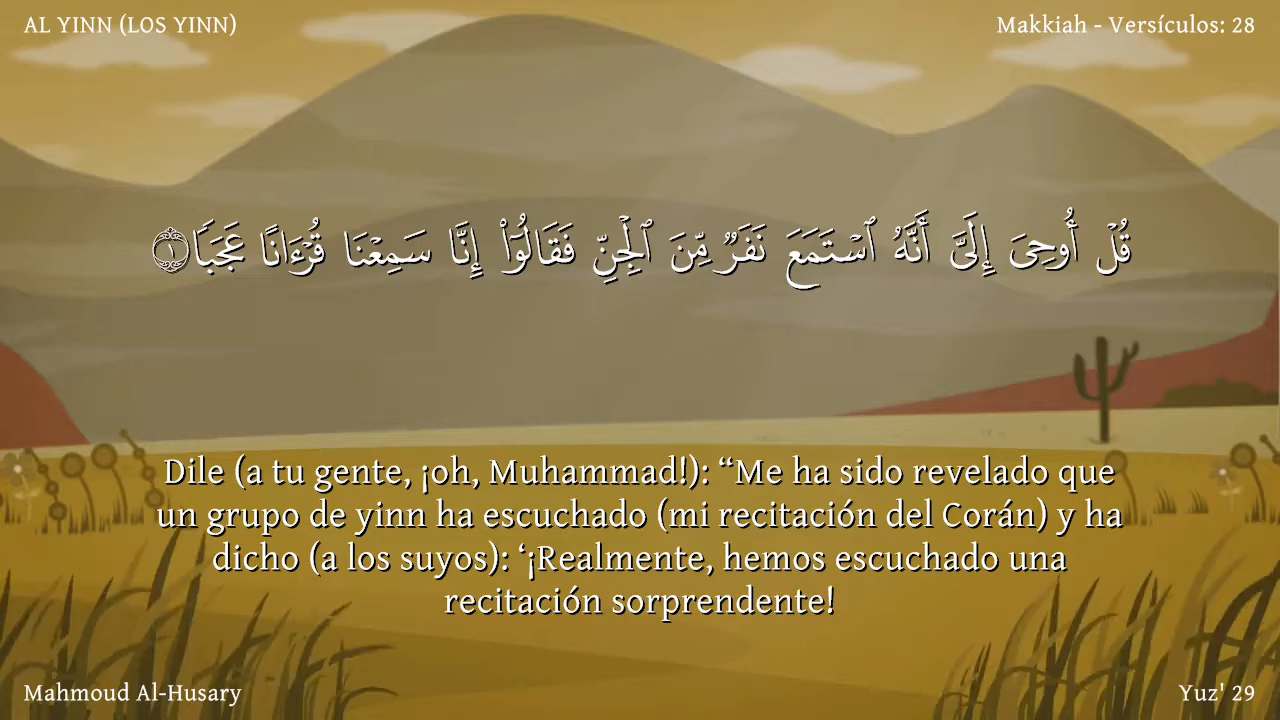 AL YINN (LOS YINN)
Makkiah - Versículos: 28
قُلْ أُوحِىَ إِلَىَّ أَنَّهُ ٱسْتَمَعَ نَفَرٌ مِّنَ ٱلْجِنِّ فَقَالُوٓا۟ إِنَّا سَمِعْنَا قُرْءَانًا عَجَبًا ١
Dile (a tu gente, ¡oh, Muhammad!): “Me ha sido revelado que
un grupo de yinn ha escuchado (mi recitación del Corán) y ha
dicho (a los suyos): ‘¡Realmente, hemos escuchado una
recitación sorprendente!
Mahmoud Al-Husary
Yuz' 29